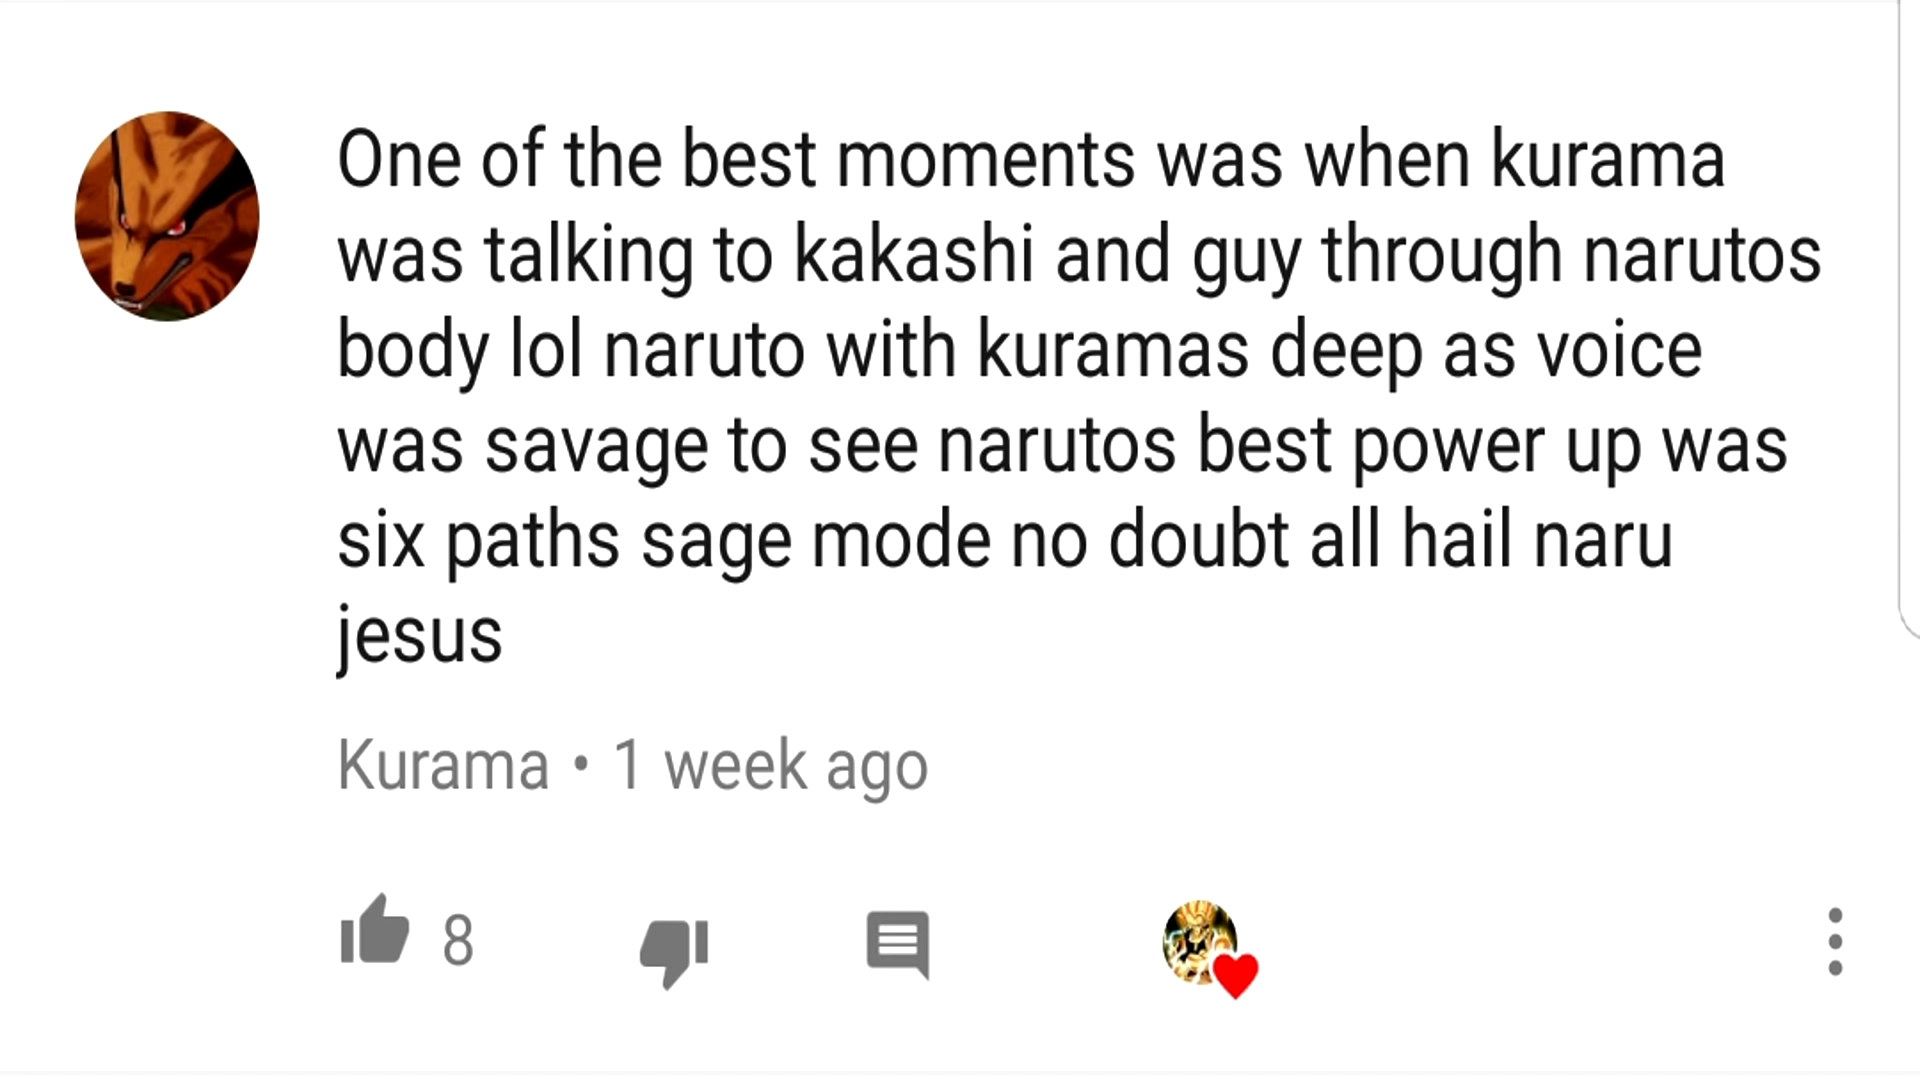 One of the best moments was when kurama
was talking to kakashi and guy through narutos
body lol naruto with kuramas deep as voice
was savage to see narutos best power up was
six paths sage mode no doubt all hail naru
jesus
Kurama • 1 week ago
8